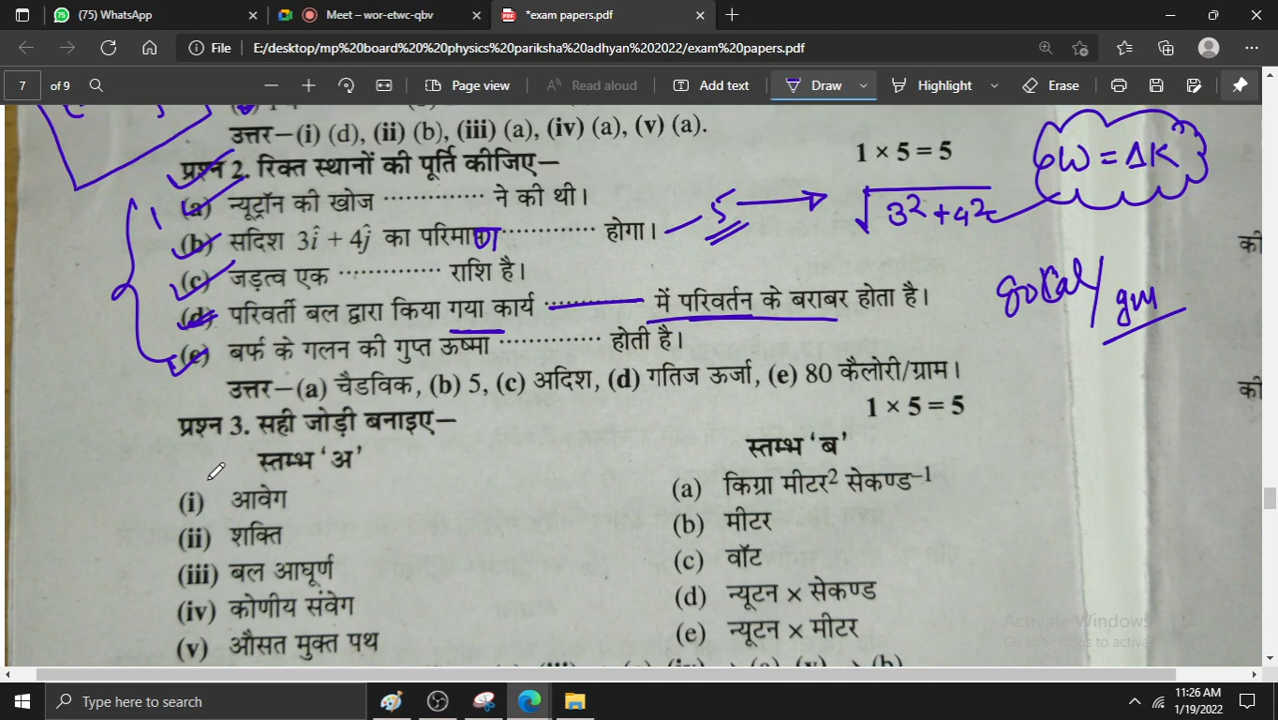 (75) WhatsApp
Meet – wor-etwc-qbv
*exam papers.pdf
File E:/desktop/mp%20board%20%20physics%20pariksha%20adhyan%202022/exam%20papers.pdf
7 of 9 Page view Read aloud Add text Draw Highlight Erase
उत्तर–(i) (d), (ii) (b), (iii) (a), (iv) (a), (v) (a).
प्रश्न 2. रिक्त स्थानों की पूर्ति कीजिए– 1 × 5 = 5
W = ΔK
(a) न्यूट्रॉन की खोज .............. ने की थी।
(b) सदिश 3î + 4ĵ का परिमाण .............. होगा। 5 √3² + 4²
(c) जड़त्व एक .............. राशि है।
(d) परिवर्ती बल द्वारा किया गया कार्य .............. में परिवर्तन के बराबर होता है।
80 Cal/gm
(e) बर्फ के गलन की गुप्त ऊष्मा .............. होती है।
उत्तर–(a) चैडविक, (b) 5, (c) अदिश, (d) गतिज ऊर्जा, (e) 80 कैलोरी/ग्राम।
प्रश्न 3. सही जोड़ी बनाइए– 1 × 5 = 5
स्तम्भ ‘अ’ स्तम्भ ‘ब’
(i) आवेग (a) किग्रा मीटर² सेकण्ड⁻¹
(ii) शक्ति (b) मीटर
(iii) बल आघूर्ण (c) वॉट
(iv) कोणीय संवेग (d) न्यूटन × सेकण्ड
(v) औसत मुक्त पथ (e) न्यूटन × मीटर
Activate Windows
की
की
Type here to search
11:26 AM
1/19/2022